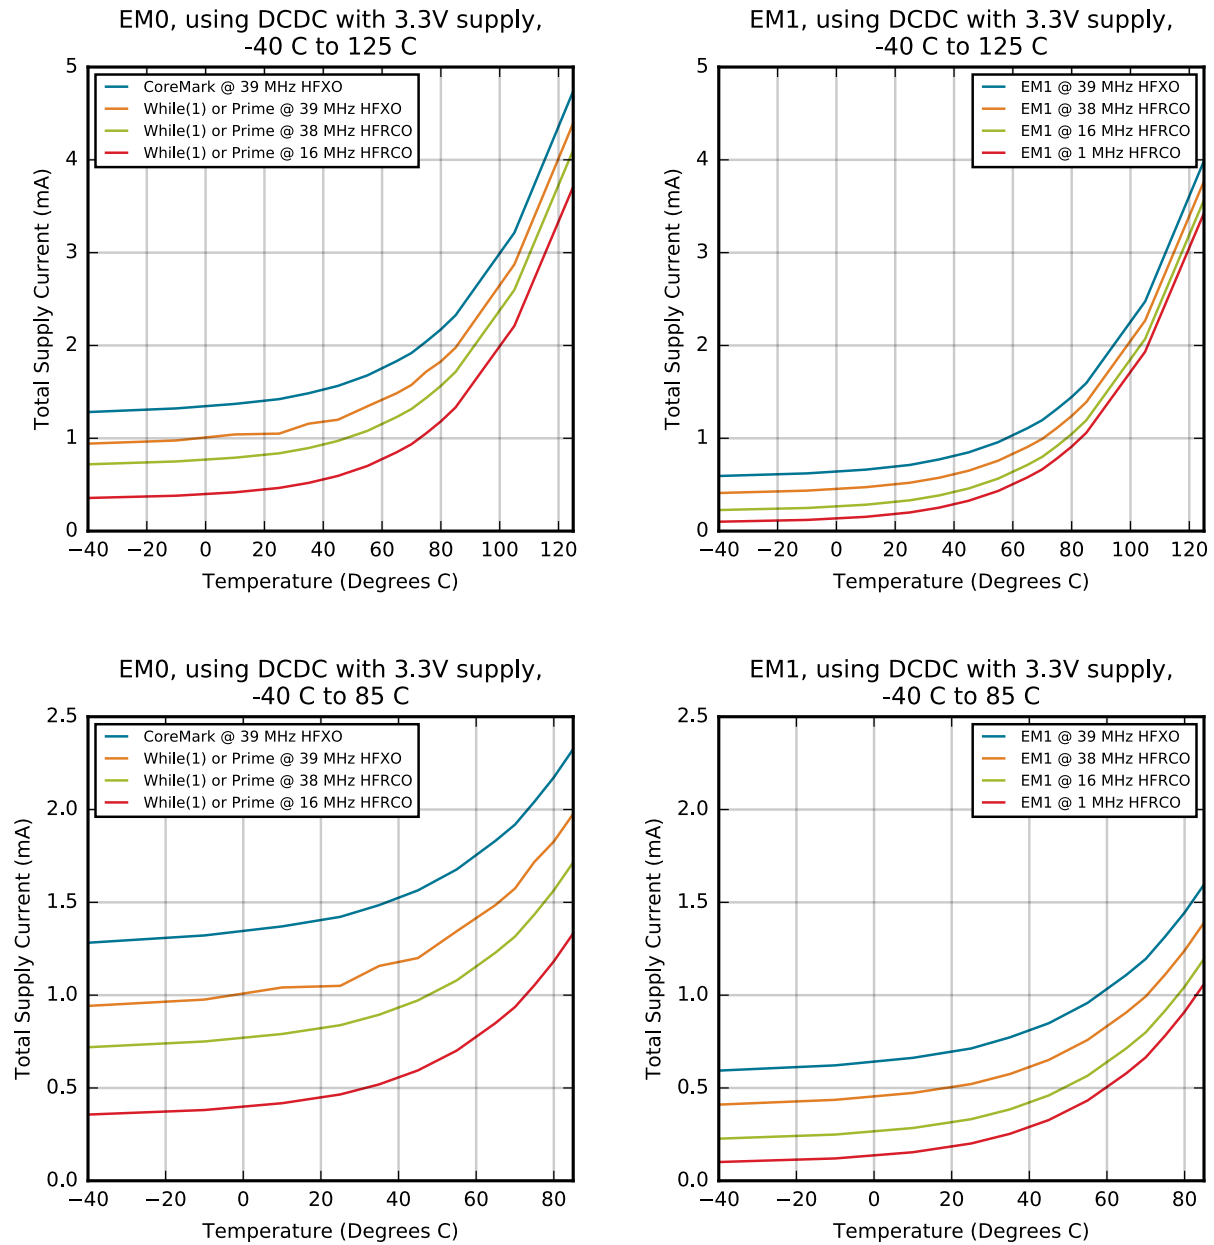 EM0, using DCDC with 3.3V supply,
-40 C to 125 C
Total Supply Current (mA)
5
4
3
2
1
0
CoreMark @ 39 MHz HFXO
While(1) or Prime @ 39 MHz HFXO
While(1) or Prime @ 38 MHz HFRCO
While(1) or Prime @ 16 MHz HFRCO
−40 −20 0 20 40 60 80 100 120
Temperature (Degrees C)
EM1, using DCDC with 3.3V supply,
-40 C to 125 C
Total Supply Current (mA)
5
4
3
2
1
0
EM1 @ 39 MHz HFXO
EM1 @ 38 MHz HFRCO
EM1 @ 16 MHz HFRCO
EM1 @ 1 MHz HFRCO
−40 −20 0 20 40 60 80 100 120
Temperature (Degrees C)
EM0, using DCDC with 3.3V supply,
-40 C to 85 C
Total Supply Current (mA)
2.5
2.0
1.5
1.0
0.5
0.0
CoreMark @ 39 MHz HFXO
While(1) or Prime @ 39 MHz HFXO
While(1) or Prime @ 38 MHz HFRCO
While(1) or Prime @ 16 MHz HFRCO
−40 −20 0 20 40 60 80
Temperature (Degrees C)
EM1, using DCDC with 3.3V supply,
-40 C to 85 C
Total Supply Current (mA)
2.5
2.0
1.5
1.0
0.5
0.0
EM1 @ 39 MHz HFXO
EM1 @ 38 MHz HFRCO
EM1 @ 16 MHz HFRCO
EM1 @ 1 MHz HFRCO
−40 −20 0 20 40 60 80
Temperature (Degrees C)